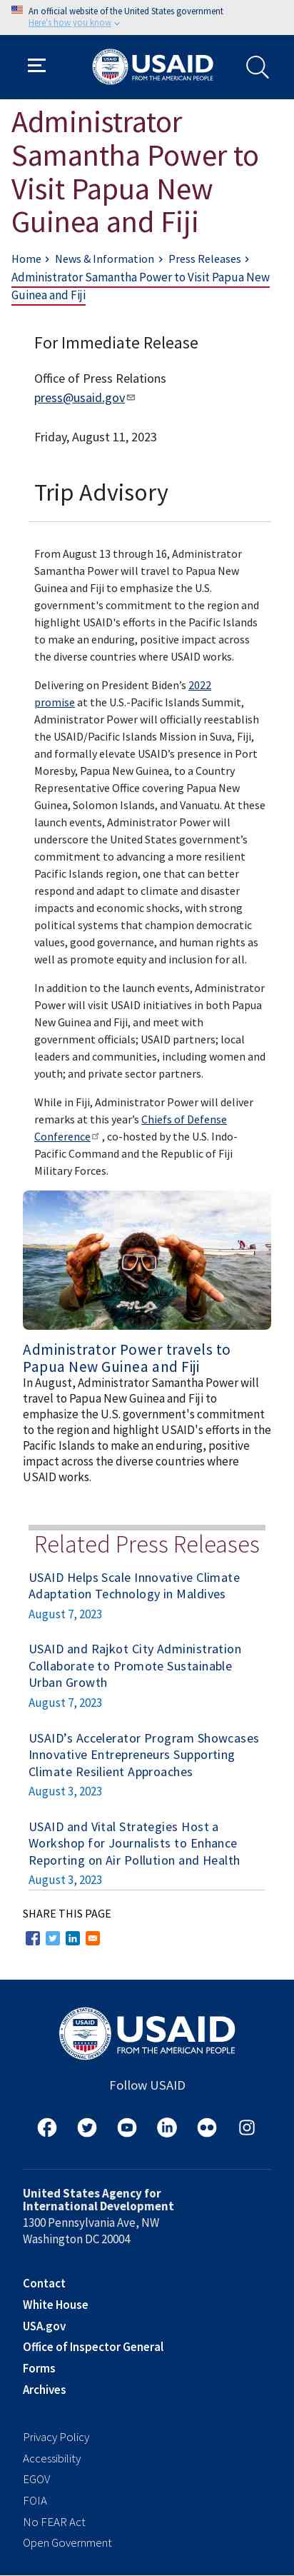 An official website of the United States government
Here's how you know
USAID
FROM THE AMERICAN PEOPLE
Administrator
Samantha Power to
Visit Papua New
Guinea and Fiji
Home > News & Information > Press Releases >
Administrator Samantha Power to Visit Papua New
Guinea and Fiji
For Immediate Release
Office of Press Relations
press@usaid.gov
Friday, August 11, 2023
Trip Advisory
From August 13 through 16, Administrator
Samantha Power will travel to Papua New
Guinea and Fiji to emphasize the U.S.
government's commitment to the region and
highlight USAID's efforts in the Pacific Islands
to make an enduring, positive impact across
the diverse countries where USAID works.
Delivering on President Biden’s 2022
promise at the U.S.-Pacific Islands Summit,
Administrator Power will officially reestablish
the USAID/Pacific Islands Mission in Suva, Fiji,
and formally elevate USAID’s presence in Port
Moresby, Papua New Guinea, to a Country
Representative Office covering Papua New
Guinea, Solomon Islands, and Vanuatu. At these
launch events, Administrator Power will
underscore the United States government’s
commitment to advancing a more resilient
Pacific Islands region, one that can better
respond and adapt to climate and disaster
impacts and economic shocks, with strong
political systems that champion democratic
values, good governance, and human rights as
well as promote equity and inclusion for all.
In addition to the launch events, Administrator
Power will visit USAID initiatives in both Papua
New Guinea and Fiji, and meet with
government officials; USAID partners; local
leaders and communities, including women and
youth; and private sector partners.
While in Fiji, Administrator Power will deliver
remarks at this year’s Chiefs of Defense
Conference , co-hosted by the U.S. Indo-
Pacific Command and the Republic of Fiji
Military Forces.
Administrator Power travels to
Papua New Guinea and Fiji
In August, Administrator Samantha Power will
travel to Papua New Guinea and Fiji to
emphasize the U.S. government's commitment
to the region and highlight USAID's efforts in the
Pacific Islands to make an enduring, positive
impact across the diverse countries where
USAID works.
Related Press Releases
USAID Helps Scale Innovative Climate
Adaptation Technology in Maldives
August 7, 2023
USAID and Rajkot City Administration
Collaborate to Promote Sustainable
Urban Growth
August 7, 2023
USAID’s Accelerator Program Showcases
Innovative Entrepreneurs Supporting
Climate Resilient Approaches
August 3, 2023
USAID and Vital Strategies Host a
Workshop for Journalists to Enhance
Reporting on Air Pollution and Health
August 3, 2023
SHARE THIS PAGE
USAID
FROM THE AMERICAN PEOPLE
Follow USAID
United States Agency for
International Development
1300 Pennsylvania Ave, NW
Washington DC 20004
Contact
White House
USA.gov
Office of Inspector General
Forms
Archives
Privacy Policy
Accessibility
EGOV
FOIA
No FEAR Act
Open Government